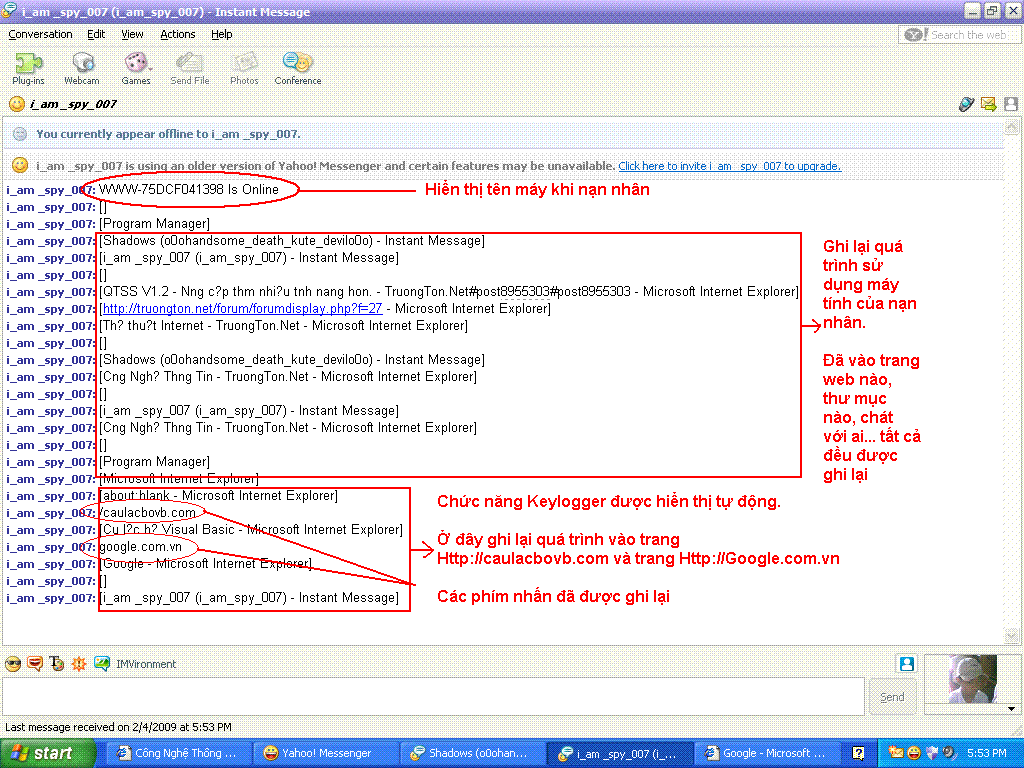 i_am _spy_007 (i_am_spy_007) - Instant Message
Conversation Edit View Actions Help
Search the web
Plug-ins Webcam Games Send File Photos Conference
i_am _spy_007
You currently appear offline to i_am _spy_007.
i_am _spy_007 is using an older version of Yahoo! Messenger and certain features may be unavailable. Click here to invite i_am _spy_007 to upgrade.
i_am _spy_007: WWW-75DCF041398 Is Online
Hiển thị tên máy khi nạn nhân
i_am _spy_007: []
i_am _spy_007: [Program Manager]
i_am _spy_007: [Shadows (o0ohandsome_death_kute_devilo0o) - Instant Message]
i_am _spy_007: [i_am _spy_007 (i_am_spy_007) - Instant Message]
i_am _spy_007: []
i_am _spy_007: [QTSS V1.2 - Nng c?p thm nhi?u tnh nang hon. - TruongTon.Net#post8955303#post8955303 - Microsoft Internet Explorer]
i_am _spy_007: [http://truongton.net/forum/forumdisplay.php?f=27 - Microsoft Internet Explorer]
i_am _spy_007: [Th? thu?t Internet - TruongTon.Net - Microsoft Internet Explorer]
i_am _spy_007: []
i_am _spy_007: [Shadows (o0ohandsome_death_kute_devilo0o) - Instant Message]
i_am _spy_007: [Cng Ngh? Thng Tin - TruongTon.Net - Microsoft Internet Explorer]
i_am _spy_007: []
i_am _spy_007: [i_am _spy_007 (i_am_spy_007) - Instant Message]
i_am _spy_007: [Cng Ngh? Thng Tin - TruongTon.Net - Microsoft Internet Explorer]
i_am _spy_007: []
i_am _spy_007: [Program Manager]
i_am _spy_007: [Microsoft Internet Explorer]
Ghi lại quá
trình sử
dụng máy
tính của nạn
nhân.
Đã vào trang
web nào,
thư mục
nào, chát
với ai... tất cả
đều được
ghi lại
i_am _spy_007: [about:blank - Microsoft Internet Explorer]
i_am _spy_007: /caulacbovb.com
i_am _spy_007: [Cu l?c b? Visual Basic - Microsoft Internet Explorer]
i_am _spy_007: google.com.vn
i_am _spy_007: [Google - Microsoft Internet Explorer]
i_am _spy_007: []
i_am _spy_007: [i_am _spy_007 (i_am_spy_007) - Instant Message]
Chức năng Keylogger được hiển thị tự động.
Ở đây ghi lại quá trình vào trang
Http://caulacbovb.com và trang Http://Google.com.vn
Các phím nhấn đã được ghi lại
IMVironment
Send
Last message received on 2/4/2009 at 5:53 PM
start Công Nghệ Thông ... Yahoo! Messenger Shadows (o0ohan... i_am _spy_007 (i_... Google - Microsoft ... 5:53 PM